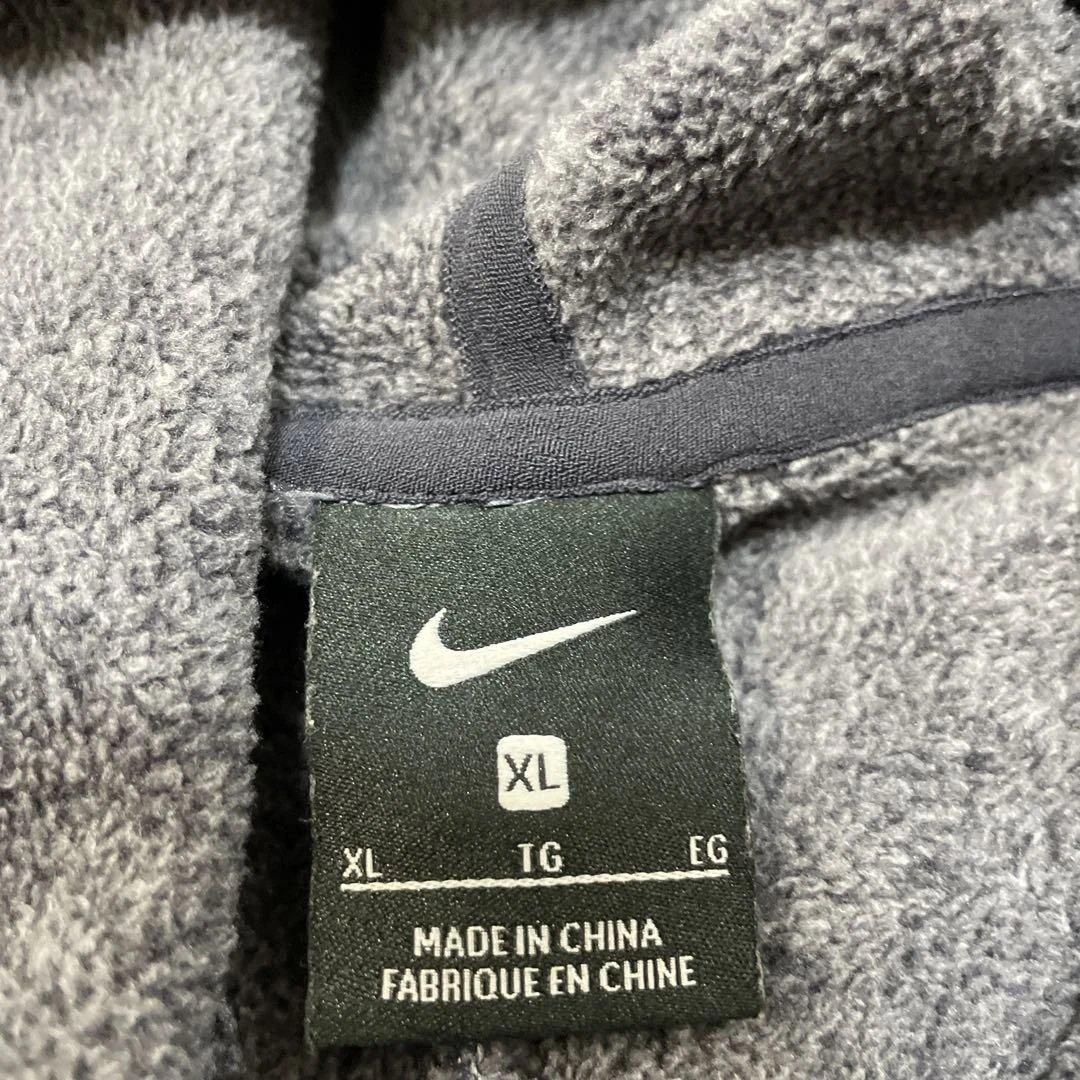 XL
XL TG EG
MADE IN CHINA
FABRIQUE EN CHINE